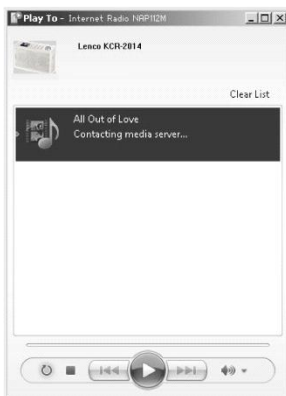 Play To - Internet Radio NAP112M
Lenco KCR-2014
Clear List
All Out of Love
Contacting media server...